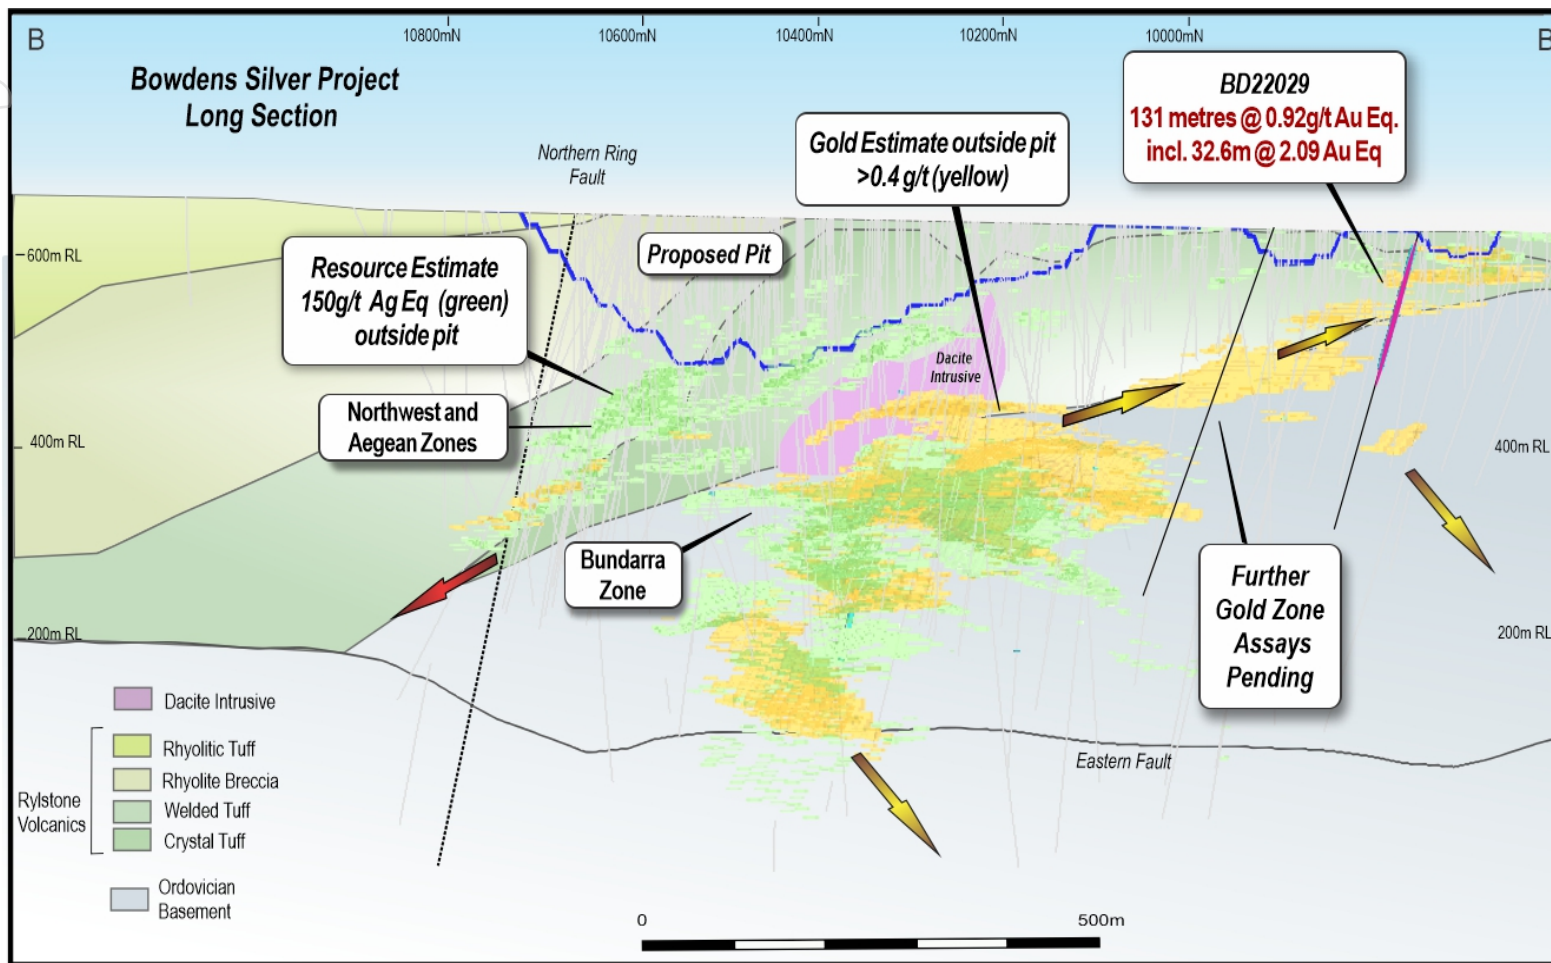 B
10800mN
10600mN
10400mN
10200mN
10000mN
B
Bowdens Silver Project
Long Section
Northern Ring
Fault
Gold Estimate outside pit
>0.4 g/t (yellow)
BD22029
131 metres @ 0.92g/t Au Eq.
incl. 32.6m @ 2.09 Au Eq
600m RL
Resource Estimate
150g/t Ag Eq (green)
outside pit
Proposed Pit
Dacite
Intrusive
Northwest and
Aegean Zones
400m RL
400m RL
Bundarra
Zone
Further
Gold Zone
Assays
Pending
200m RL
200m RL
Eastern Fault
Dacite Intrusive
Rylstone
Volcanics
Rhyolitic Tuff
Rhyolite Breccia
Welded Tuff
Crystal Tuff
Ordovician
Basement
0
500m